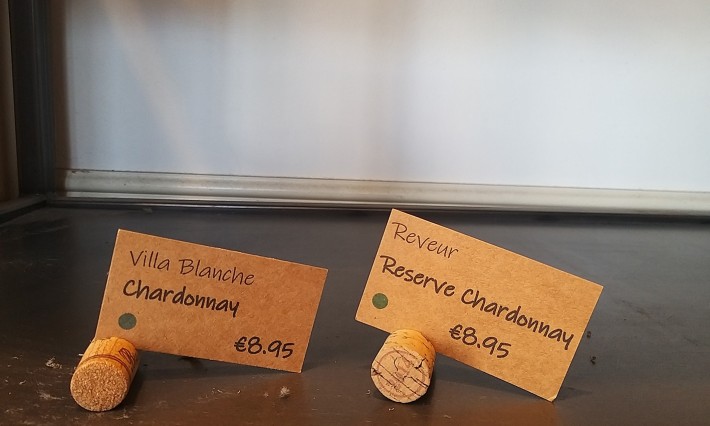 Villa Blanche
Chardonnay
€8.95
Reveur
Reserve Chardonnay
€8.95